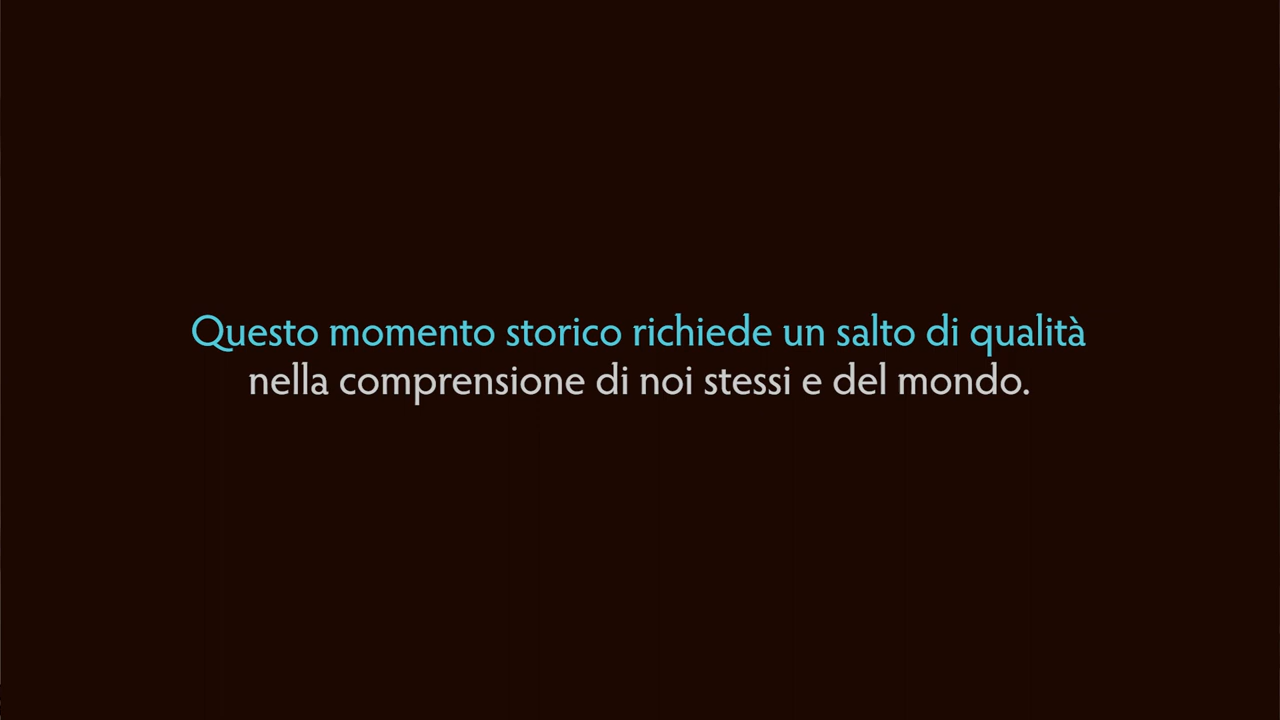 Questo momento storico richiede un salto di qualità
nella comprensione di noi stessi e del mondo.